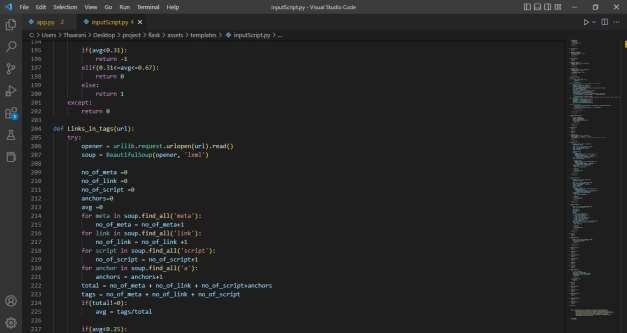 File Edit Selection View Go Run Terminal Help
inputScript.py - Visual Studio Code
app.py 2
inputScript.py 4 ×
C: > Users > Thaarani > Desktop > project > flask > assets > templates > inputScript.py > ...
194
195 if(avg<0.31):
196 return -1
197 elif(0.31<=avg<=0.67):
198 return 0
199 else:
200 return 1
201 except:
202 return 0
203
204 def Links_in_tags(url):
205 try:
206 opener = urllib.request.urlopen(url).read()
207 soup = BeautifulSoup(opener, 'lxml')
208
209 no_of_meta =0
210 no_of_link =0
211 no_of_script =0
212 anchors=0
213 avg =0
214 for meta in soup.find_all('meta'):
215 no_of_meta = no_of_meta+1
216 for link in soup.find_all('link'):
217 no_of_link = no_of_link +1
218 for script in soup.find_all('script'):
219 no_of_script = no_of_script+1
220 for anchor in soup.find_all('a'):
221 anchors = anchors+1
222 total = no_of_meta + no_of_link + no_of_script+anchors
223 tags = no_of_meta + no_of_link + no_of_script
224 if(total!=0):
225 avg = tags/total
226
227 if(avg<0.25):